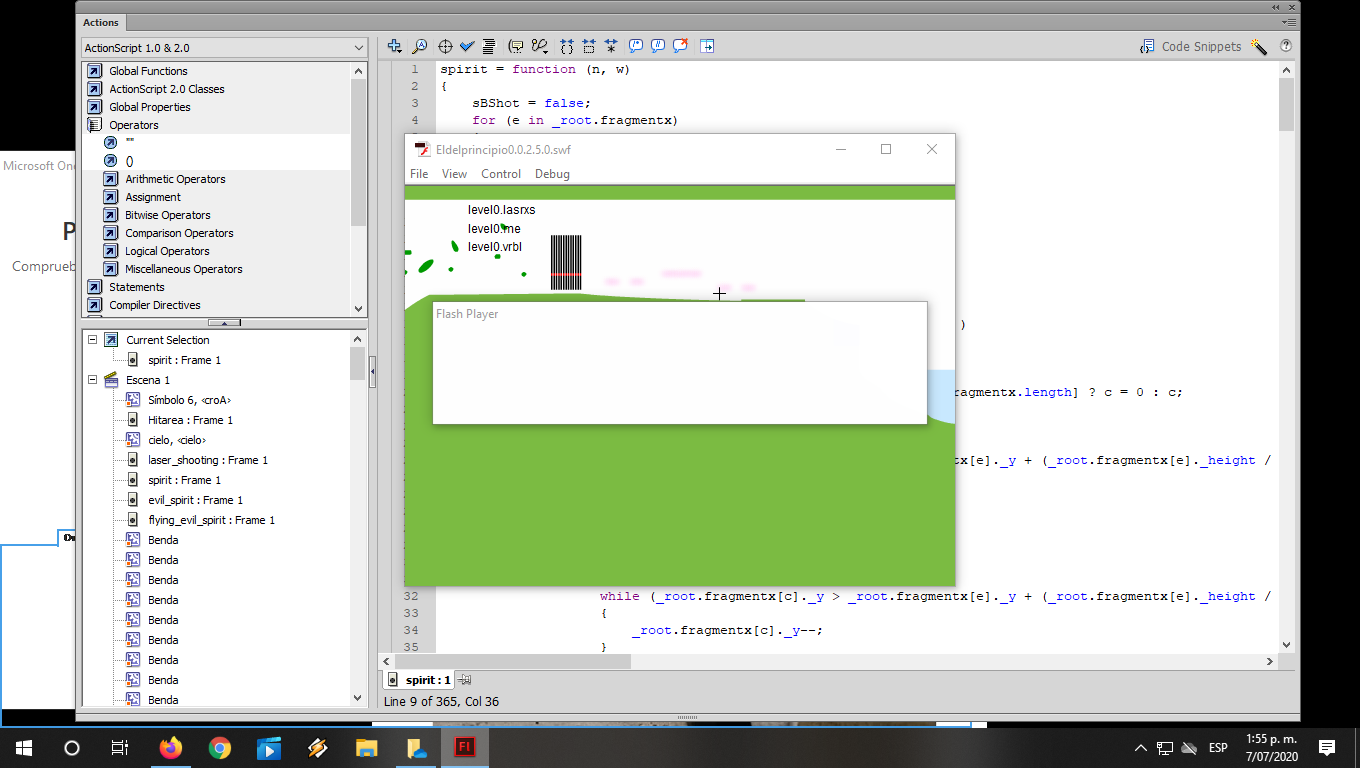 Actions
ActionScript 1.0 & 2.0
Code Snippets
Global Functions
ActionScript 2.0 Classes
Global Properties
Operators
""
()
Arithmetic Operators
Assignment
Bitwise Operators
Comparison Operators
Logical Operators
Miscellaneous Operators
Statements
Compiler Directives
Current Selection
spirit : Frame 1
Escena 1
Símbolo 6, <croA>
Hitarea : Frame 1
cielo, <cielo>
laser_shooting : Frame 1
spirit : Frame 1
evil_spirit : Frame 1
flying_evil_spirit : Frame 1
Benda
Benda
Benda
Benda
Benda
Benda
Benda
Benda
Benda
1 spirit = function (n, w)
2 {
3 sBShot = false;
4 for (e in _root.fragmentx)
)
ragmentx.length] ? c = 0 : c;
tx[e]._y + (_root.fragmentx[e]._height /
32 while (_root.fragmentx[c]._y > _root.fragmentx[e]._y + (_root.fragmentx[e]._height /
33 {
34 _root.fragmentx[c]._y--;
35 }
Eldelprincipio0.0.2.5.0.swf
File View Control Debug
level0.lasrxs
level0.me
level0.vrbl
Flash Player
spirit : 1
Line 9 of 365, Col 36
Microsoft One
P
Comprueb
Fl
ESP
1:55 p. m.
7/07/2020